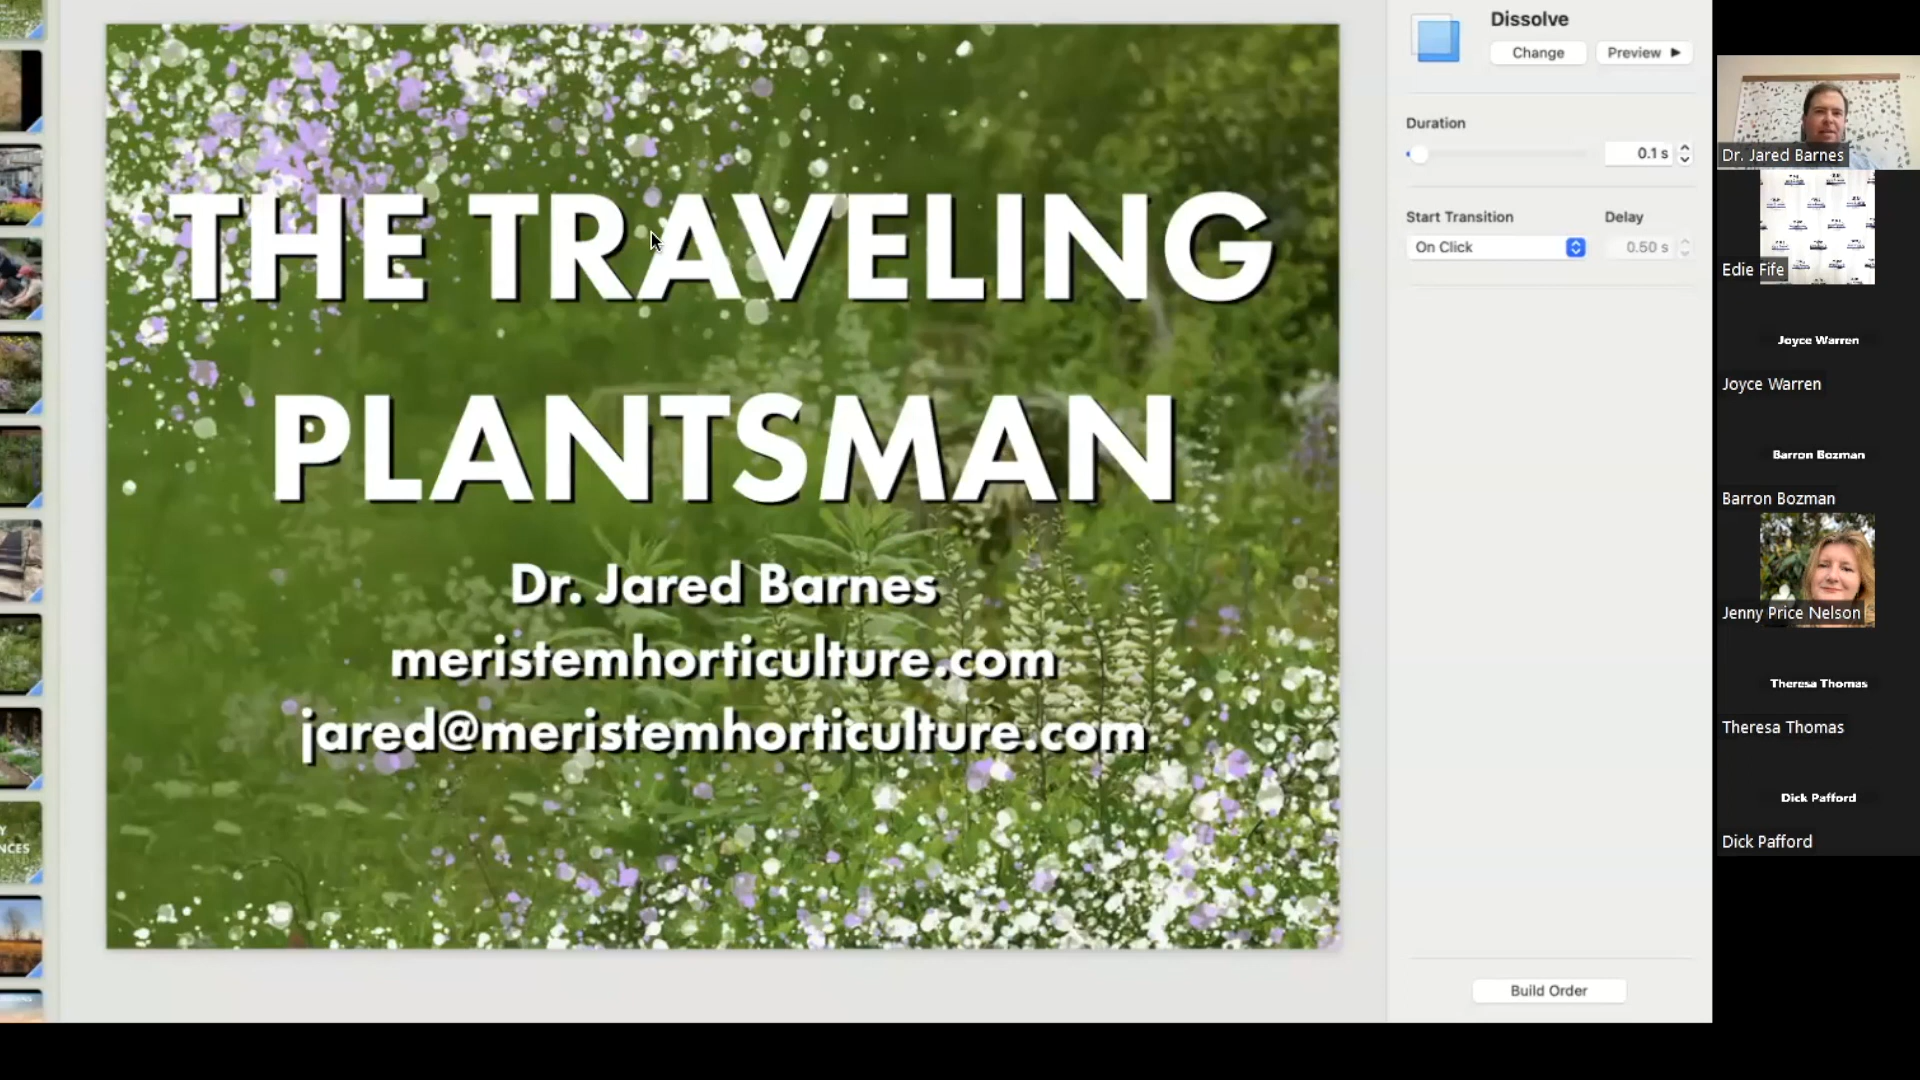 THE TRAVELING
PLANTSMAN
Dr. Jared Barnes
meristemhorticulture.com
jared@meristemhorticulture.com
Y
NCES
Dissolve
Change
Preview
Duration
0.1 s
Start Transition
Delay
On Click
0.50 s
Build Order
Dr. Jared Barnes
Edie Fife
Joyce Warren
Joyce Warren
Barron Bozman
Barron Bozman
Jenny Price Nelson
Theresa Thomas
Theresa Thomas
Dick Pafford
Dick Pafford